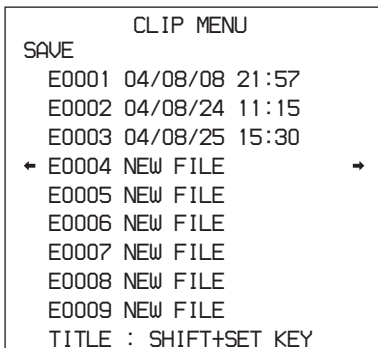 CLIP MENU
SAVE
E0001 04/08/08 21:57
E0002 04/08/24 11:15
E0003 04/08/25 15:30
← E0004 NEW FILE →
E0005 NEW FILE
E0006 NEW FILE
E0007 NEW FILE
E0008 NEW FILE
E0009 NEW FILE
TITLE : SHIFT+SET KEY